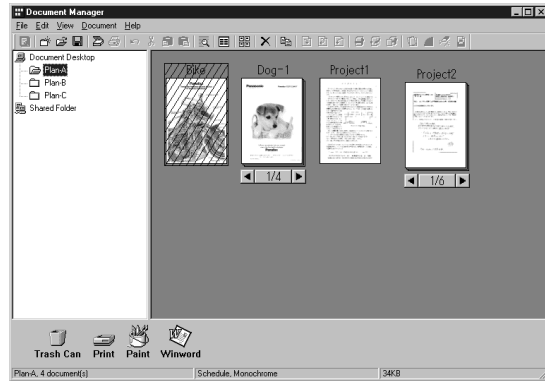 Document Manager
File Edit View Document Help
Document Desktop
Plan-A
Plan-B
Plan-C
Shared Folder
Bike
Dog-1
Project1
Project2
Panasonic
1/4
1/6
Trash Can Print Paint Winword
Plan-A, 4 document(s) Schedule, Monochrome 34KB